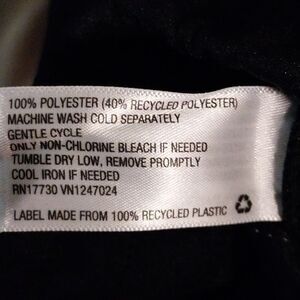 100% POLYESTER (40% RECYCLED POLYESTER)
MACHINE WASH COLD SEPARATELY
GENTLE CYCLE
ONLY NON-CHLORINE BLEACH IF NEEDED
TUMBLE DRY LOW, REMOVE PROMPTLY
COOL IRON IF NEEDED
RN17730 VN1247024
LABEL MADE FROM 100% RECYCLED PLASTIC